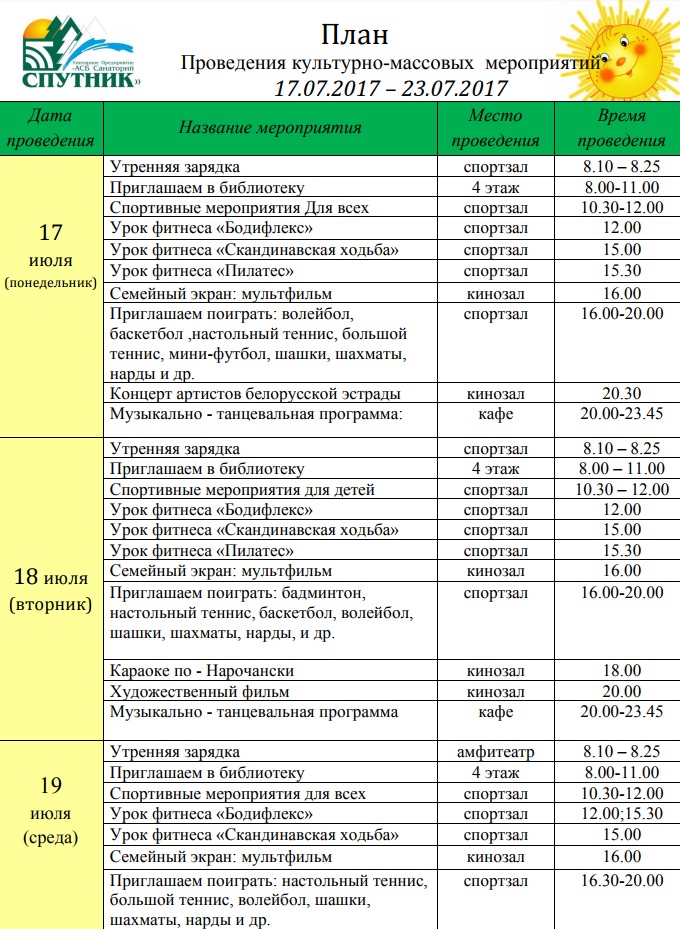 План
Проведения культурно-массовых мероприятий
17.07.2017 – 23.07.2017
Унитарное Предприятие
«АСБ Санаторий
СПУТНИК»
Дата проведения Название мероприятия Место проведения Время проведения
17 июля (понедельник)
Утренняя зарядка спортзал 8.10 – 8.25
Приглашаем в библиотеку 4 этаж 8.00-11.00
Спортивные мероприятия Для всех спортзал 10.30-12.00
Урок фитнеса «Бодифлекс» спортзал 12.00
Урок фитнеса «Скандинавская ходьба» спортзал 15.00
Урок фитнеса «Пилатес» спортзал 15.30
Семейный экран: мультфильм кинозал 16.00
Приглашаем поиграть: волейбол, спортзал 16.00-20.00
баскетбол ,настольный теннис, большой
теннис, мини-футбол, шашки, шахматы,
нарды и др.
Концерт артистов белорусской эстрады кинозал 20.30
Музыкально - танцевальная программа: кафе 20.00-23.45
18 июля (вторник)
Утренняя зарядка спортзал 8.10 – 8.25
Приглашаем в библиотеку 4 этаж 8.00 – 11.00
Спортивные мероприятия для детей спортзал 10.30 – 12.00
Урок фитнеса «Бодифлекс» спортзал 12.00
Урок фитнеса «Скандинавская ходьба» спортзал 15.00
Урок фитнеса «Пилатес» спортзал 15.30
Семейный экран: мультфильм кинозал 16.00
Приглашаем поиграть: бадминтон, спортзал 16.00-20.00
настольный теннис, баскетбол, волейбол,
шашки, шахматы, нарды, и др.
Караоке по - Нарочански кинозал 18.00
Художественный фильм кинозал 20.00
Музыкально - танцевальная программа кафе 20.00-23.45
19 июля (среда)
Утренняя зарядка амфитеатр 8.10 – 8.25
Приглашаем в библиотеку 4 этаж 8.00-11.00
Спортивные мероприятия для всех спортзал 10.30-12.00
Урок фитнеса «Бодифлекс» спортзал 12.00;15.30
Урок фитнеса «Скандинавская ходьба» спортзал 15.00
Семейный экран: мультфильм кинозал 16.00
Приглашаем поиграть: настольный теннис, спортзал 16.30-20.00
большой теннис, волейбол, шашки,
шахматы, нарды и др.